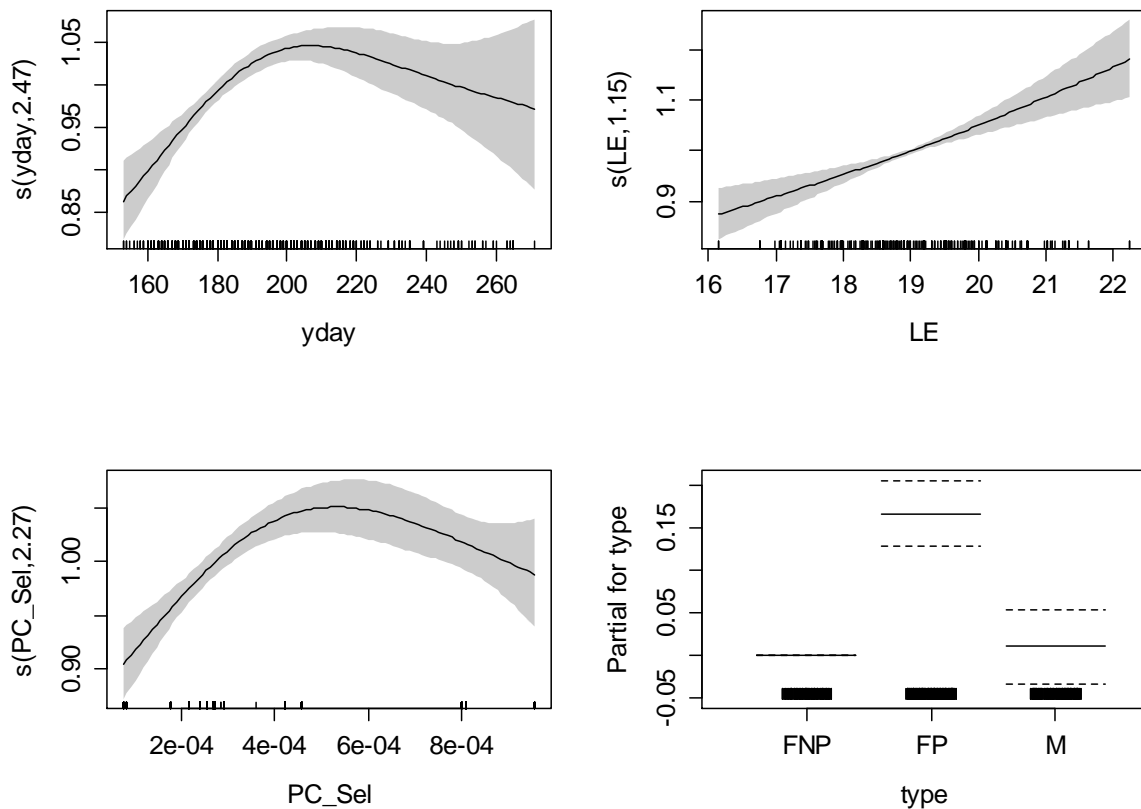 s(yday,2.47)
0.85 0.95 1.05
160 180 200 220 240 260
yday
s(LE,1.15)
0.9 1.1
16 17 18 19 20 21 22
LE
s(PC_Sel,2.27)
0.90 1.00
2e-04 4e-04 6e-04 8e-04
PC_Sel
Partial for type
-0.05 0.05 0.15
FNP FP M
type